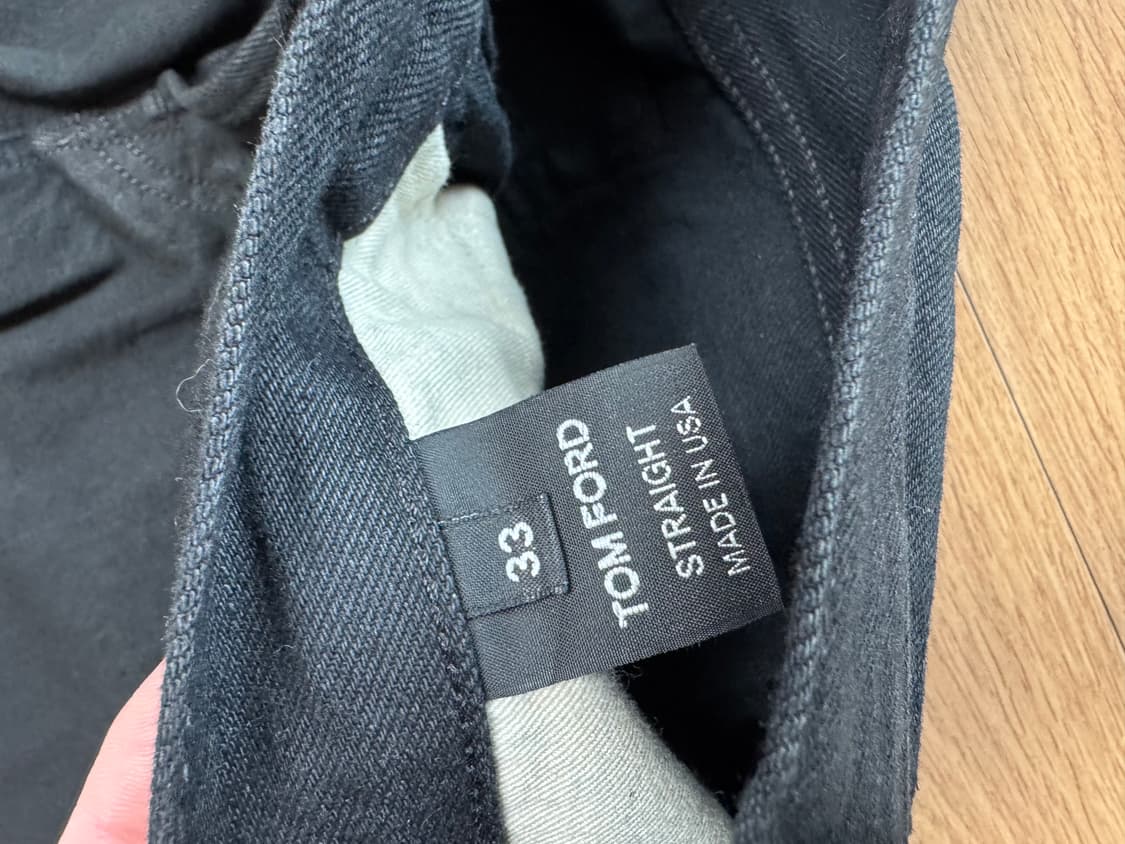 TOM FORD
STRAIGHT
MADE IN USA
33